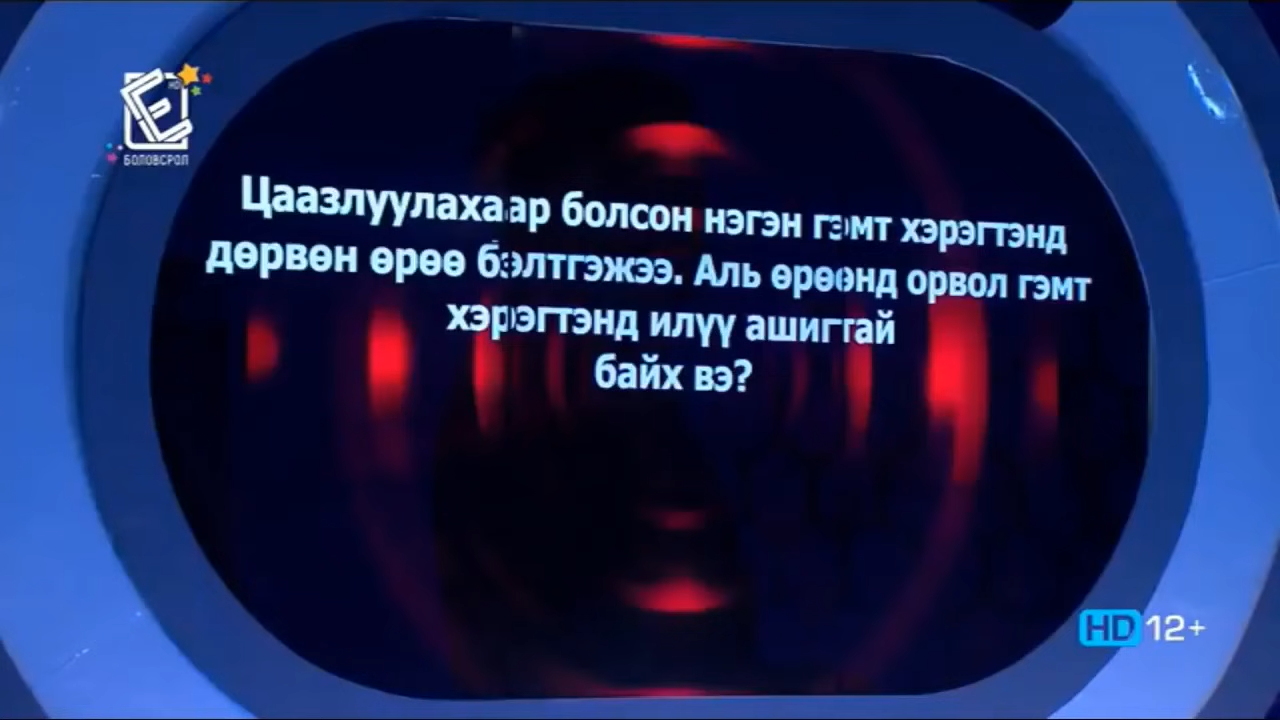 БОЛОВСРОЛ
Цаазлуулахаар болсон нэгэн гэмт хэрэгтэнд
дөрвөн өрөө бэлтгэжээ. Аль өрөөнд орвол гэмт
хэрэгтэнд илүү ашигтай
байх вэ?
HD 12+